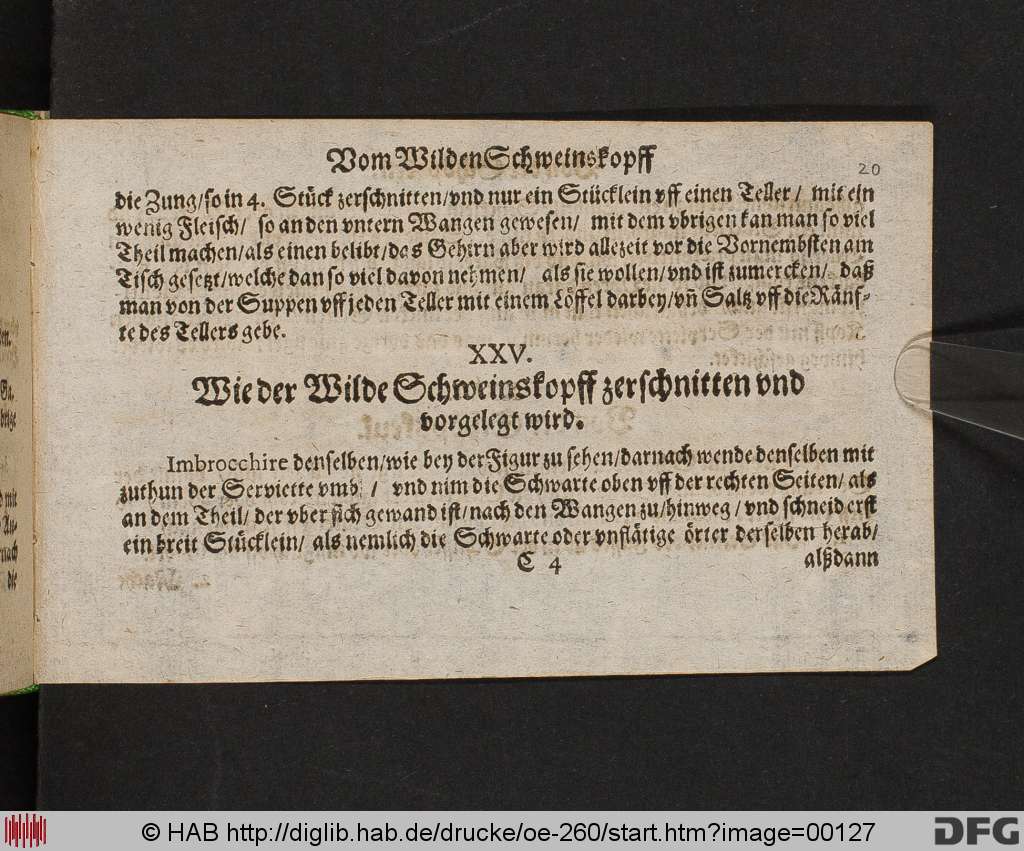 Vom Wilden Schweinskopff
20
die Zung/so in 4. Stück zerschnitten/vnd nur ein Stücklein vff einen Teller/ mit ein
wenig Fleisch/ so an den vntern Wangen gewesen/ mit dem vbrigen kan man so viel
Theil machen/als einen belibt/das Gehirn aber wird allezeit vor die Vornembsten am
Tisch gesetzt/welche dan so viel davon nehmen/ als sie wollen/vnd ist zumercken/ daß
man von der Suppen vff jeden Teller mit einem Löffel darbey/vñ Saltz vff die Ränf-
te des Tellers gebe.
XXV.
Wie der Wilde Schweinskopff zerschnitten vnd
vorgelegt wird.
Imbrocchire denselben/wie bey der Figur zu sehen/darnach wende denselben mit
zuthun der Serviette vmb/ vnd nim die Schwarte oben vff der rechten Seiten/ als
an dem Theil/ der vber sich gewand ist/nach den Wangen zu/hinweg/vnd schneid erst
ein breit Stücklein/ als nemlich die Schwarte oder vnflätige örter derselben herab/
C 4
alßdann
© HAB http://diglib.hab.de/drucke/oe-260/start.htm?image=00127
DFG